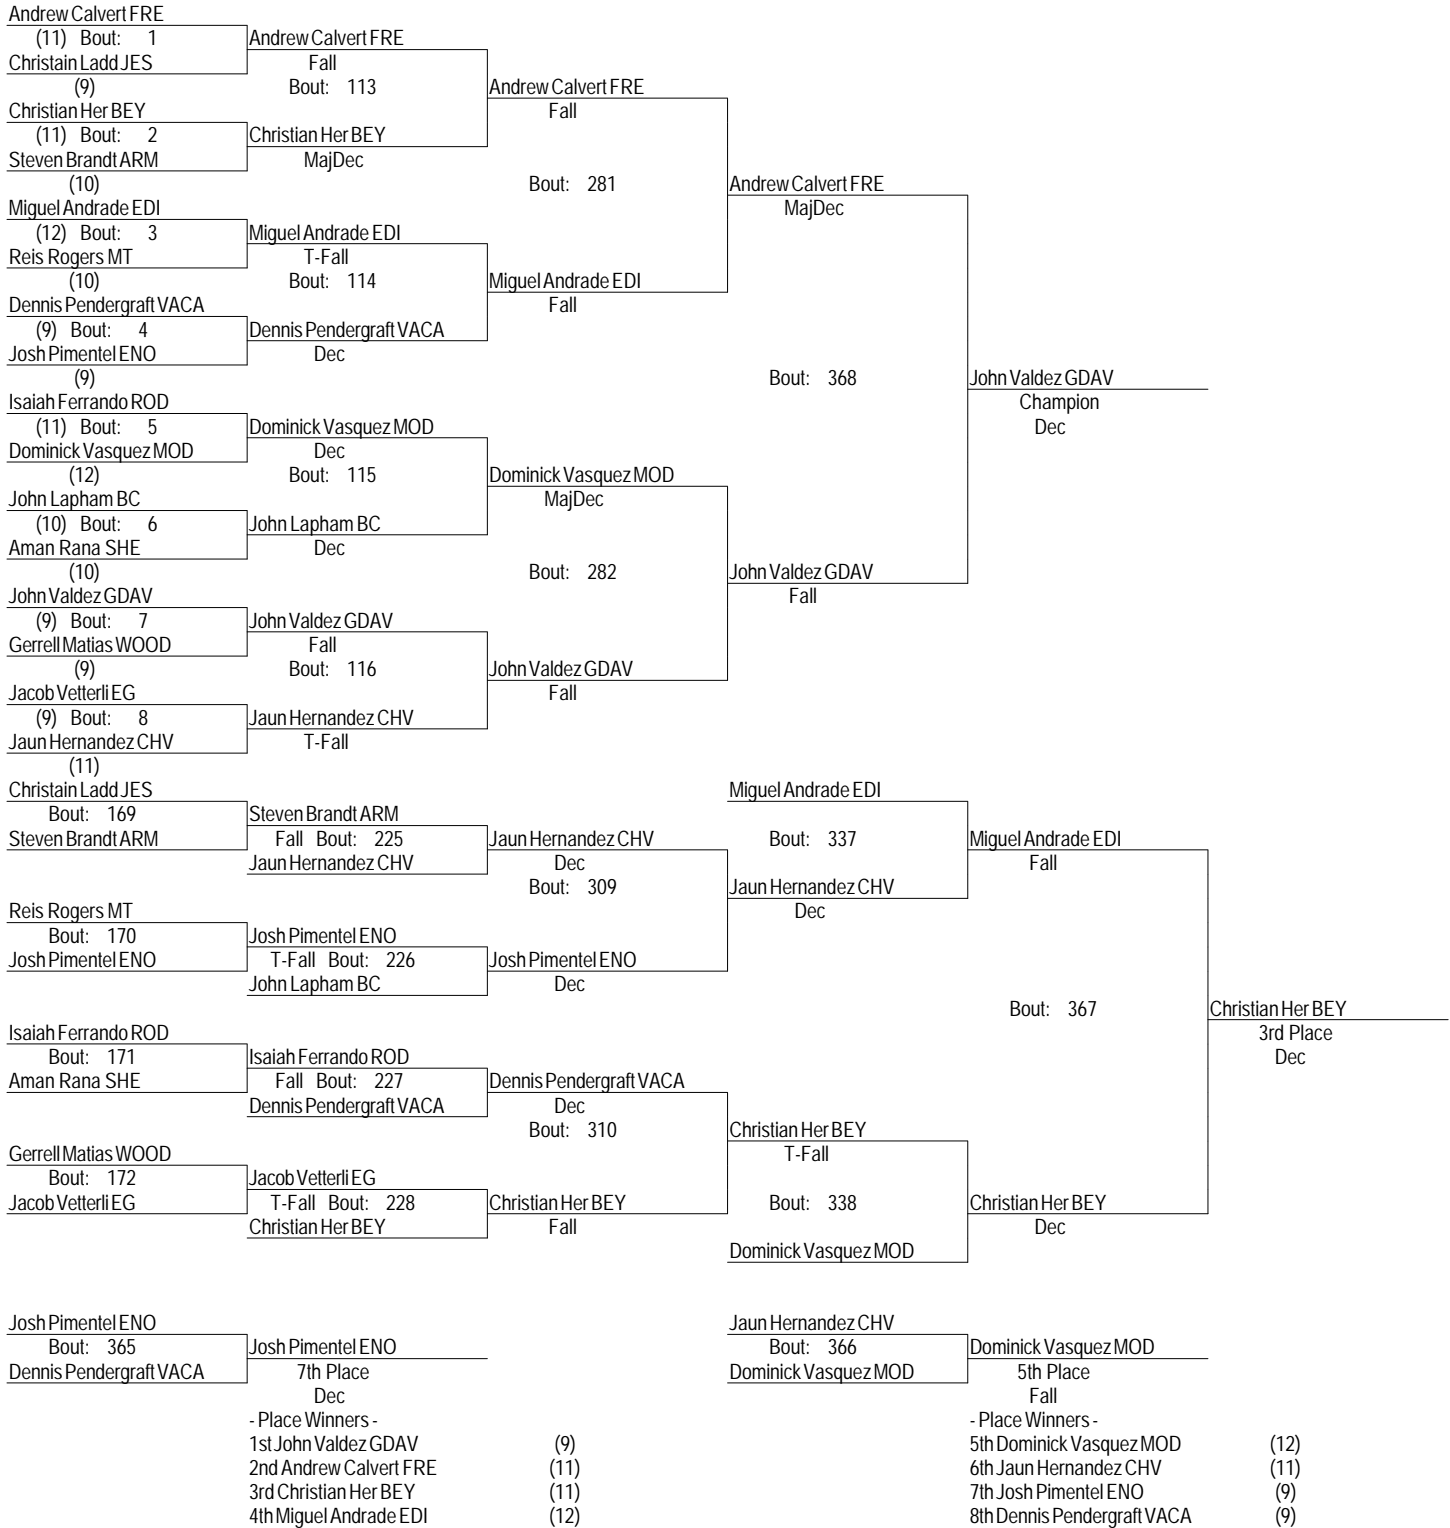 Andrew Calvert FRE
(11) Bout: 1
Andrew Calvert FRE
Christain Ladd JES
Fall
(9)
Bout: 113
Andrew Calvert FRE
Christian Her BEY
Fall
(11) Bout: 2
Christian Her BEY
Steven Brandt ARM
MajDec
(10)
Bout: 281
Andrew Calvert FRE
Miguel Andrade EDI
MajDec
(12) Bout: 3
Miguel Andrade EDI
Reis Rogers MT
T-Fall
(10)
Bout: 114
Miguel Andrade EDI
Dennis Pendergraft VACA
Fall
(9) Bout: 4
Dennis Pendergraft VACA
Josh Pimentel ENO
Dec
(9)
Bout: 368
John Valdez GDAV
Isaiah Ferrando ROD
Champion
(11) Bout: 5
Dominick Vasquez MOD
Dec
Dominick Vasquez MOD
Dec
(12)
Bout: 115
Dominick Vasquez MOD
John Lapham BC
MajDec
(10) Bout: 6
John Lapham BC
Aman Rana SHE
Dec
(10)
Bout: 282
John Valdez GDAV
John Valdez GDAV
Fall
(9) Bout: 7
John Valdez GDAV
Gerrell Matias WOOD
Fall
(9)
Bout: 116
John Valdez GDAV
Jacob Vetterli EG
Fall
(9) Bout: 8
Jaun Hernandez CHV
Jaun Hernandez CHV
T-Fall
(11)
Christain Ladd JES
Miguel Andrade EDI
Bout: 169
Steven Brandt ARM
Steven Brandt ARM
Fall Bout: 225
Jaun Hernandez CHV
Bout: 337
Miguel Andrade EDI
Jaun Hernandez CHV
Dec
Fall
Bout: 309
Jaun Hernandez CHV
Reis Rogers MT
Dec
Bout: 170
Josh Pimentel ENO
Josh Pimentel ENO
T-Fall Bout: 226
Josh Pimentel ENO
John Lapham BC
Dec
Bout: 367
Christian Her BEY
Isaiah Ferrando ROD
3rd Place
Bout: 171
Isaiah Ferrando ROD
Dec
Aman Rana SHE
Fall Bout: 227
Dennis Pendergraft VACA
Dennis Pendergraft VACA
Dec
Bout: 310
Christian Her BEY
Gerrell Matias WOOD
T-Fall
Bout: 172
Jacob Vetterli EG
Jacob Vetterli EG
T-Fall Bout: 228
Christian Her BEY
Bout: 338
Christian Her BEY
Christian Her BEY
Fall
Dec
Dominick Vasquez MOD
Josh Pimentel ENO
Jaun Hernandez CHV
Bout: 365
Josh Pimentel ENO
Bout: 366
Dominick Vasquez MOD
Dennis Pendergraft VACA
7th Place
Dominick Vasquez MOD
5th Place
Dec
Fall
- Place Winners -
- Place Winners -
1st John Valdez GDAV (9)
5th Dominick Vasquez MOD (12)
2nd Andrew Calvert FRE (11)
6th Jaun Hernandez CHV (11)
3rd Christian Her BEY (11)
7th Josh Pimentel ENO (9)
4th Miguel Andrade EDI (12)
8th Dennis Pendergraft VACA (9)